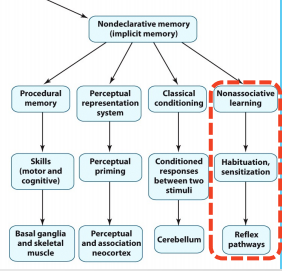 Nondeclarative memory
(implicit memory)
Procedural
memory
Perceptual
representation
system
Classical
conditioning
Nonassociative
learning
Skills
(motor and
cognitive)
Perceptual
priming
Conditioned
responses
between two
stimuli
Habituation,
sensitization
Basal ganglia
and skeletal
muscle
Perceptual
and association
neocortex
Cerebellum
Reflex
pathways